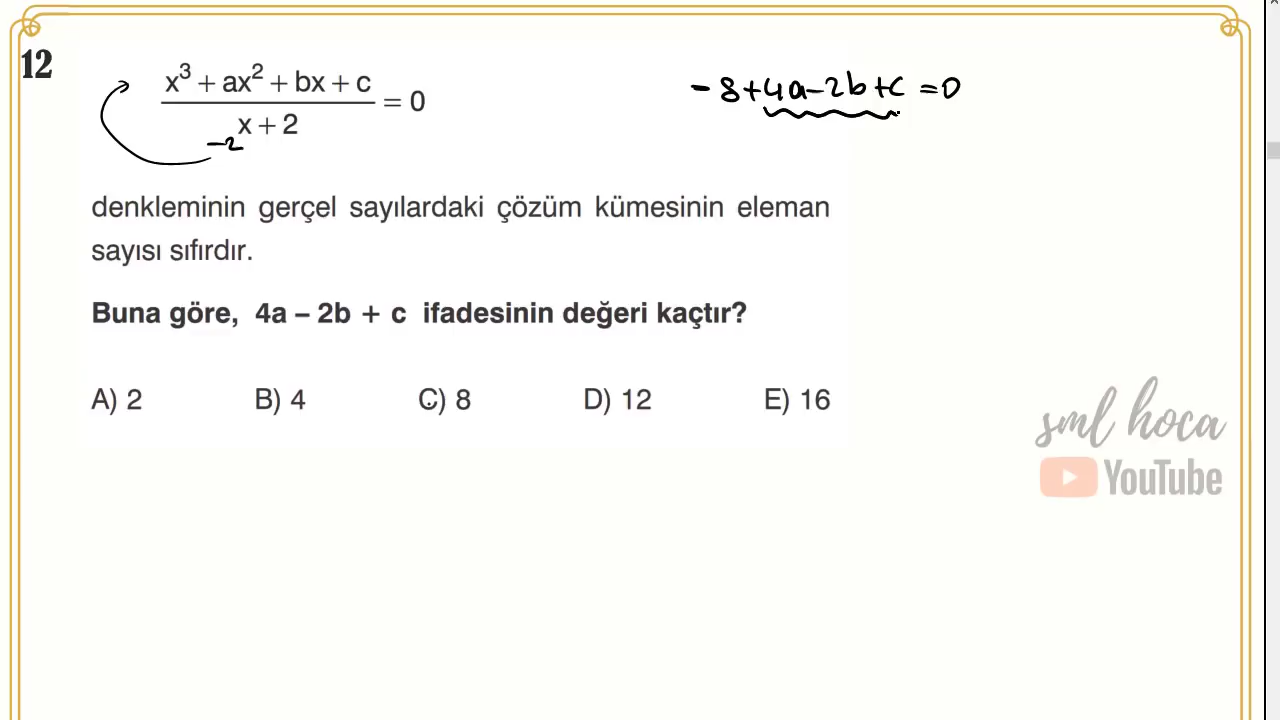 12
x³ + ax² + bx + c
x + 2
= 0
-2
-8+4a-2b+c=0
denkleminin gerçel sayılardaki çözüm kümesinin eleman
sayısı sıfırdır.
Buna göre, 4a – 2b + c ifadesinin değeri kaçtır?
A) 2 B) 4 C) 8 D) 12 E) 16
sml hoca
YouTube